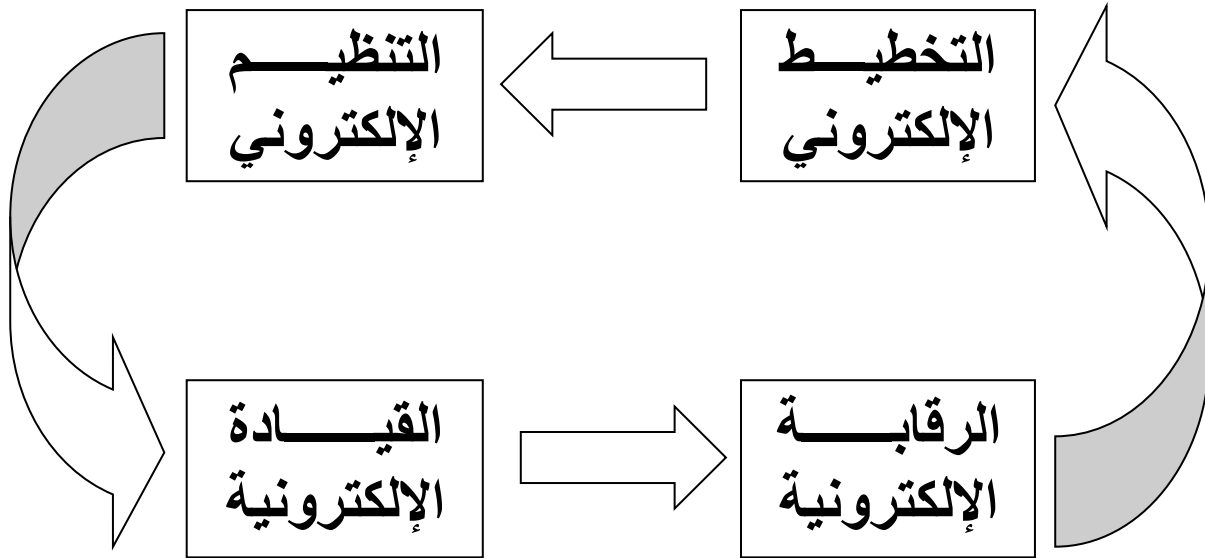 التخطيط
الإلكتروني
التنظيم
الإلكتروني
القيادة
الإلكترونية
الرقابة
الإلكترونية